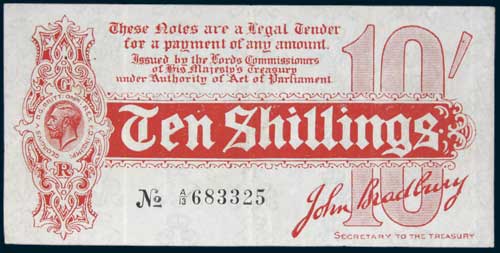 These Notes are a Legal Tender
for a payment of any amount.
Issued by the Lords Commissioners
of His Majesty's Treasury
under Authority of Act of Parliament.
10/
G
R
Ten Shillings.
№ A/13 683325
John Bradbury
SECRETARY TO THE TREASURY